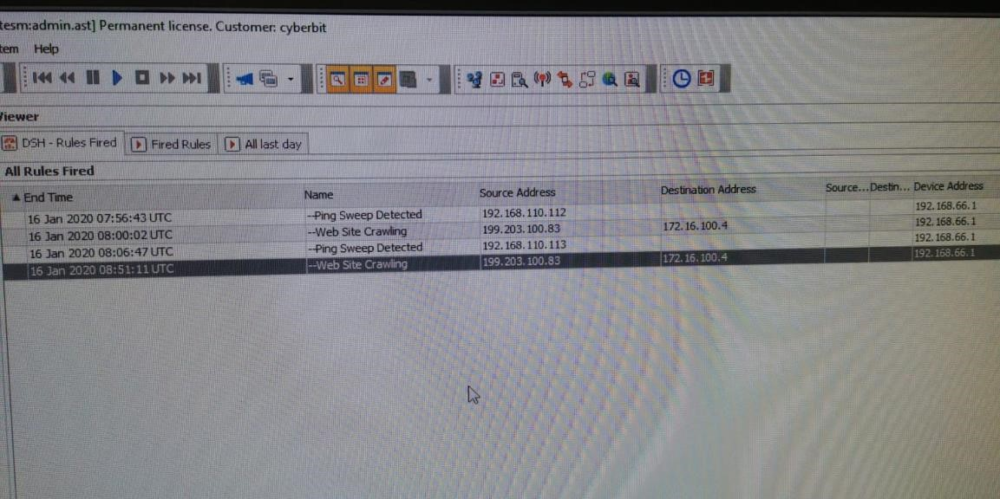 tesm:admin.ast] Permanent license. Customer: cyberbit
tem Help
Viewer
DSH - Rules Fired Fired Rules All last day
All Rules Fired
End Time Name Source Address Destination Address Source... Destin... Device Address
16 Jan 2020 07:56:43 UTC --Ping Sweep Detected 192.168.110.112 192.168.66.1
16 Jan 2020 08:00:02 UTC --Web Site Crawling 199.203.100.83 172.16.100.4 192.168.66.1
16 Jan 2020 08:06:47 UTC --Ping Sweep Detected 192.168.110.113 192.168.66.1
16 Jan 2020 08:51:11 UTC --Web Site Crawling 199.203.100.83 172.16.100.4 192.168.66.1